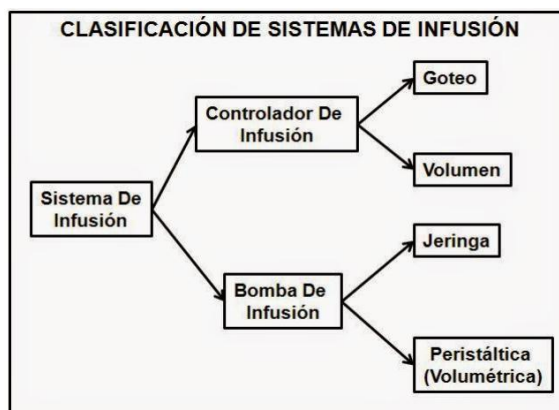 CLASIFICACIÓN DE SISTEMAS DE INFUSIÓN
Goteo
Controlador De
Infusión
Volumen
Sistema De
Infusión
Jeringa
Bomba De
Infusión
Peristáltica
(Volumétrica)